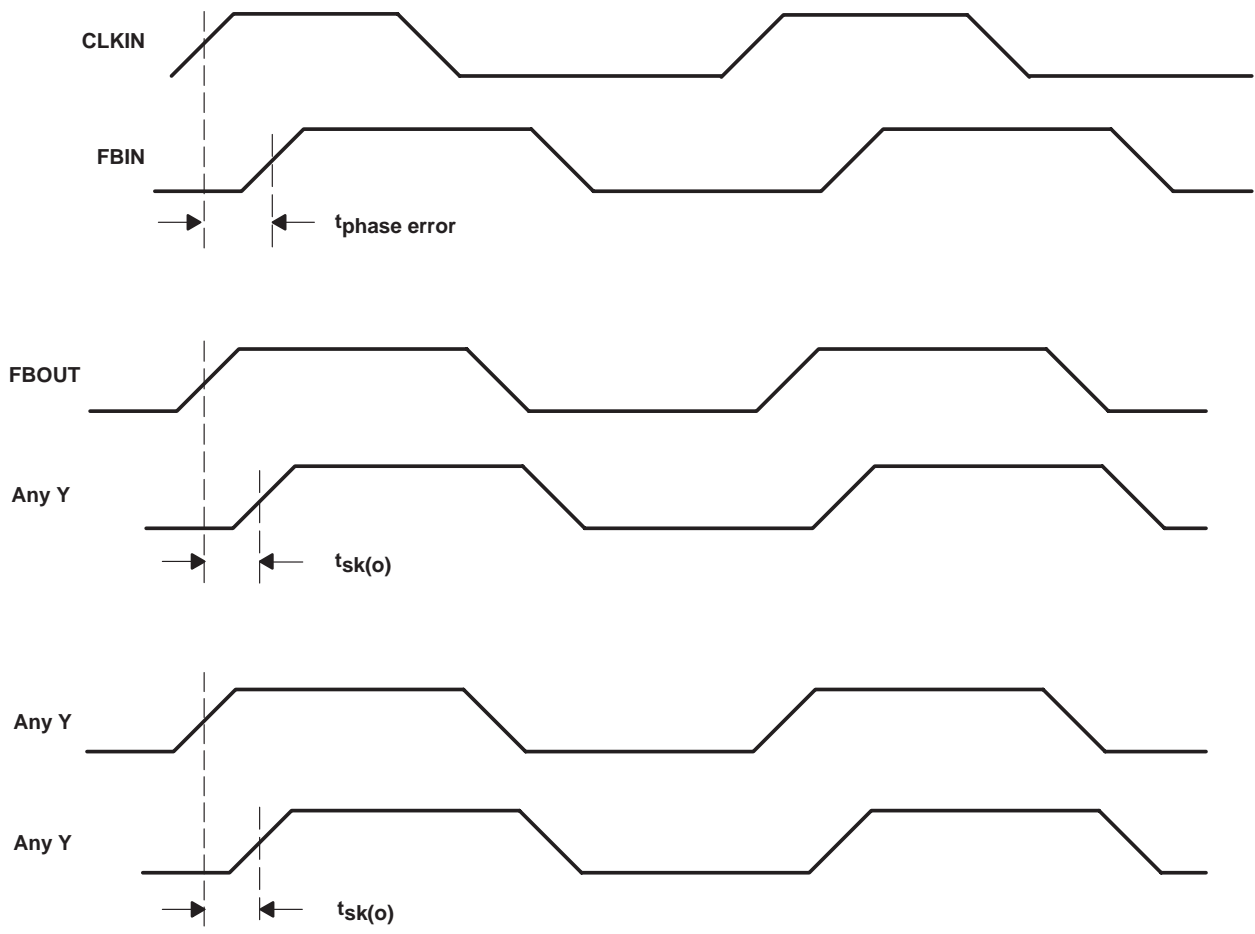 CLKIN
FBIN
tphase error
FBOUT
Any Y
tsk(o)
Any Y
Any Y
tsk(o)